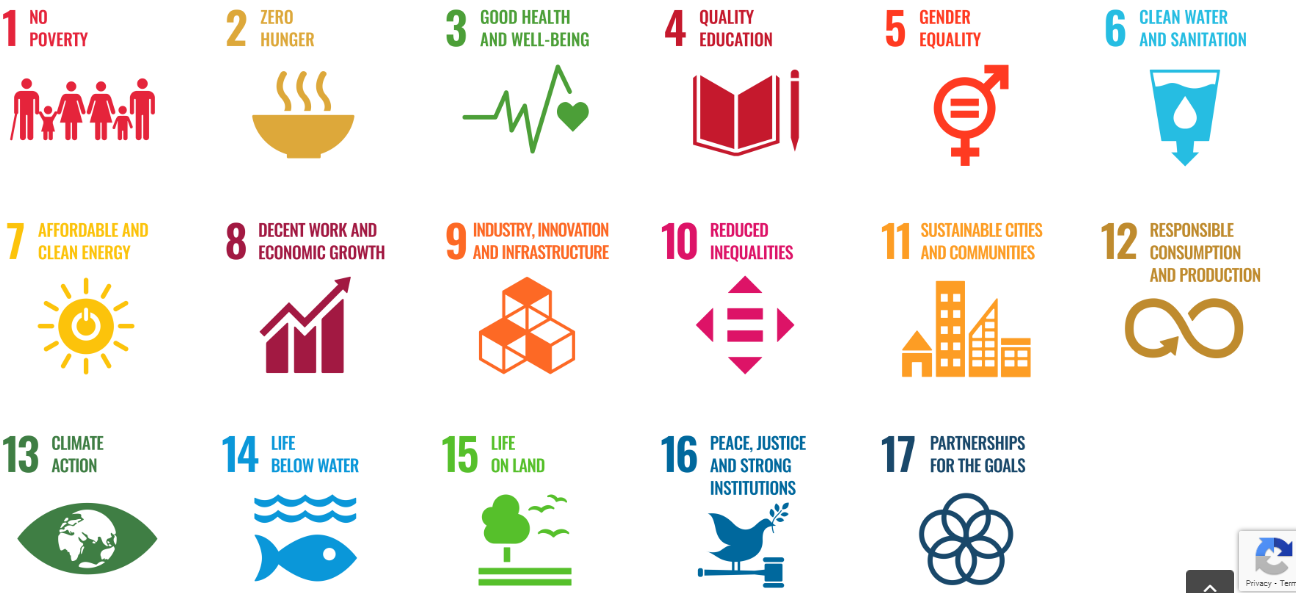 1 NO
POVERTY
2 ZERO
HUNGER
3 GOOD HEALTH
AND WELL-BEING
4 QUALITY
EDUCATION
5 GENDER
EQUALITY
6 CLEAN WATER
AND SANITATION
7 AFFORDABLE AND
CLEAN ENERGY
8 DECENT WORK AND
ECONOMIC GROWTH
9 INDUSTRY, INNOVATION
AND INFRASTRUCTURE
10 REDUCED
INEQUALITIES
11 SUSTAINABLE CITIES
AND COMMUNITIES
12 RESPONSIBLE
CONSUMPTION
AND PRODUCTION
13 CLIMATE
ACTION
14 LIFE
BELOW WATER
15 LIFE
ON LAND
16 PEACE, JUSTICE
AND STRONG
INSTITUTIONS
17 PARTNERSHIPS
FOR THE GOALS
Privacy -